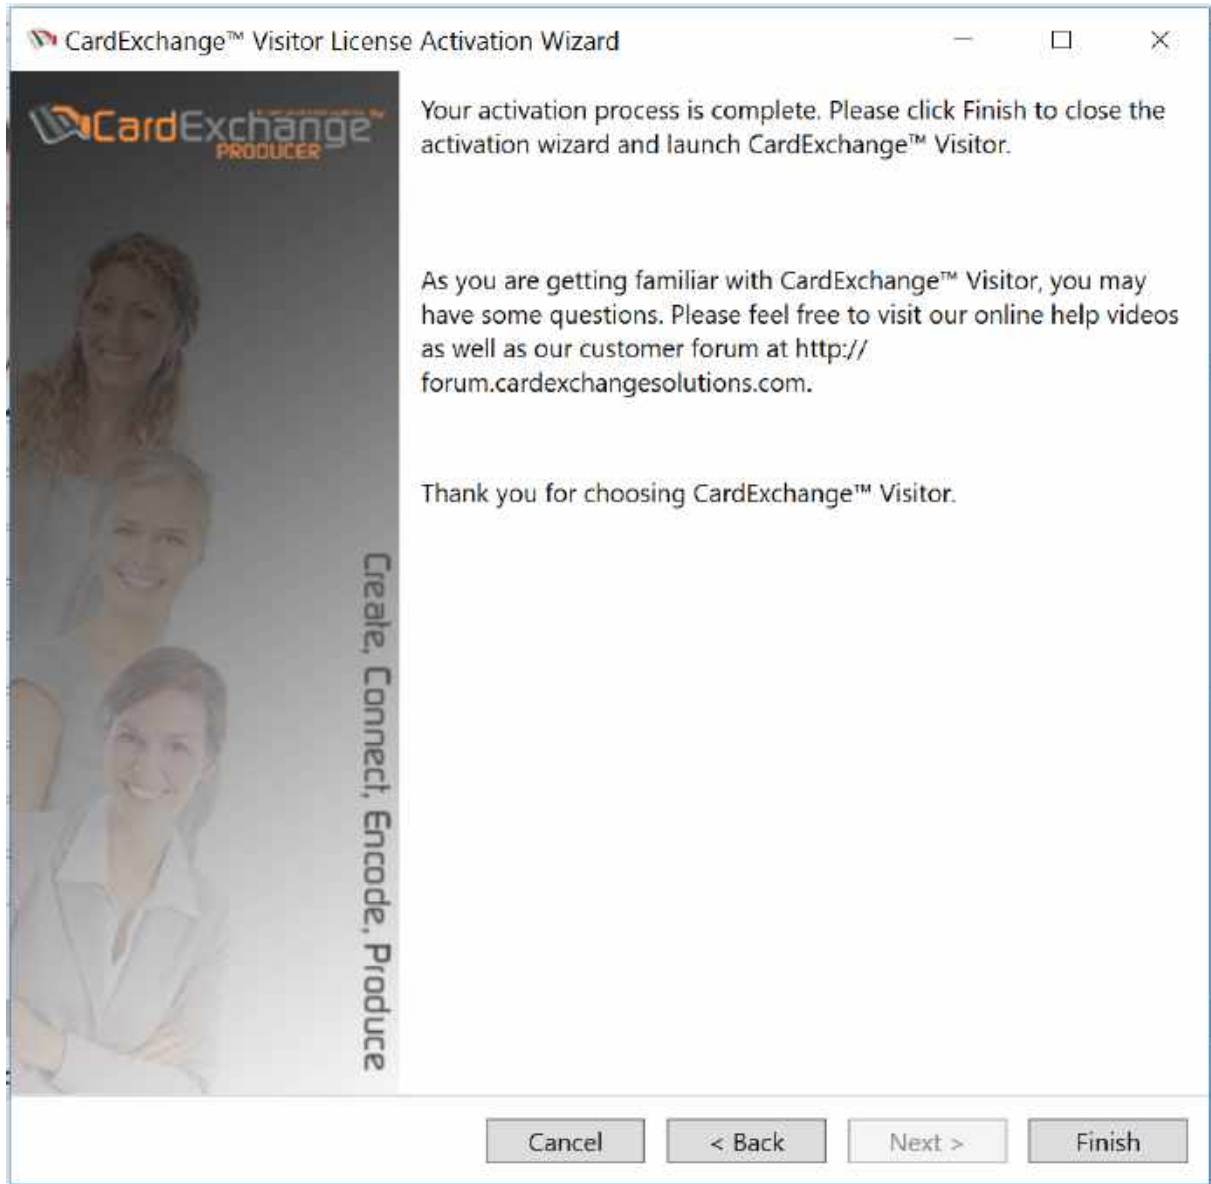 CardExchange™ Visitor License Activation Wizard
CardExchange™
PRODUCER
Your activation process is complete. Please click Finish to close the
activation wizard and launch CardExchange™ Visitor.
As you are getting familiar with CardExchange™ Visitor, you may
have some questions. Please feel free to visit our online help videos
as well as our customer forum at http://
forum.cardexchangesolutions.com.
Thank you for choosing CardExchange™ Visitor.
Create, Connect, Encode, Produce
Cancel
< Back
Next >
Finish